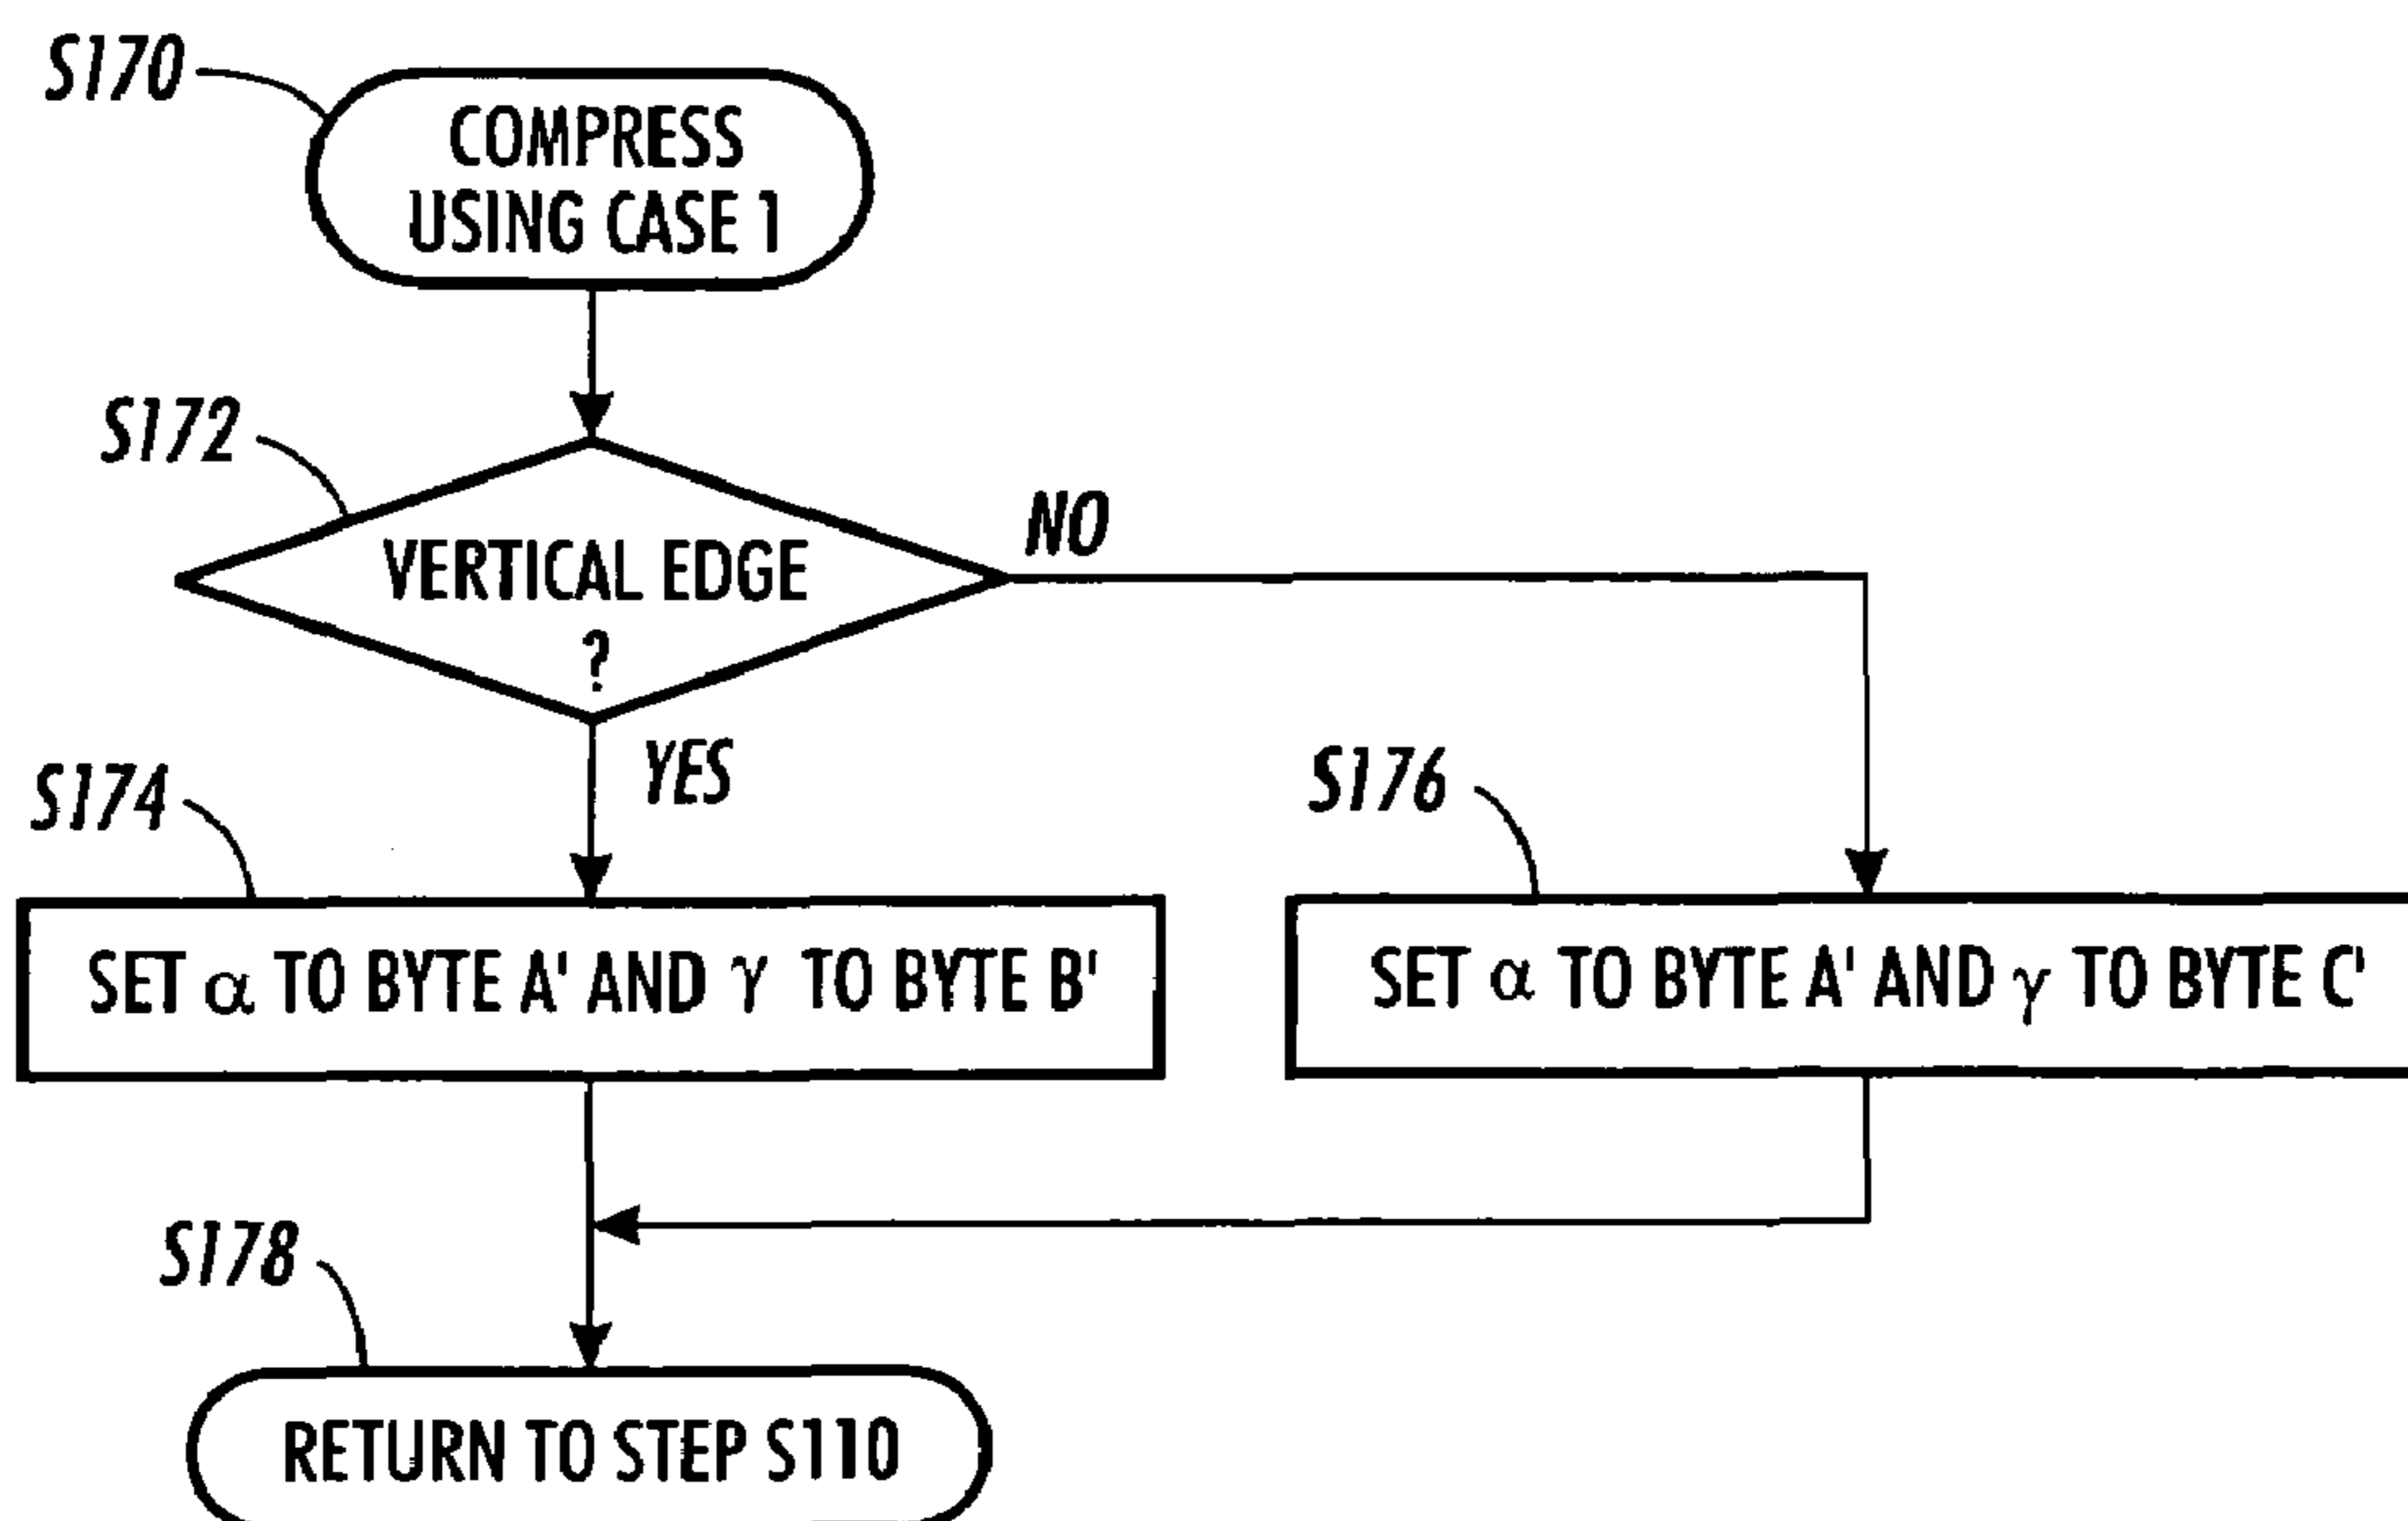 S170
COMPRESS
USING CASE 1
S172
VERTICAL EDGE
?
NO
YES
S174
SET α TO BYTE A' AND γ TO BYTE B'
S176
SET α TO BYTE A' AND γ TO BYTE C'
S178
RETURN TO STEP S110